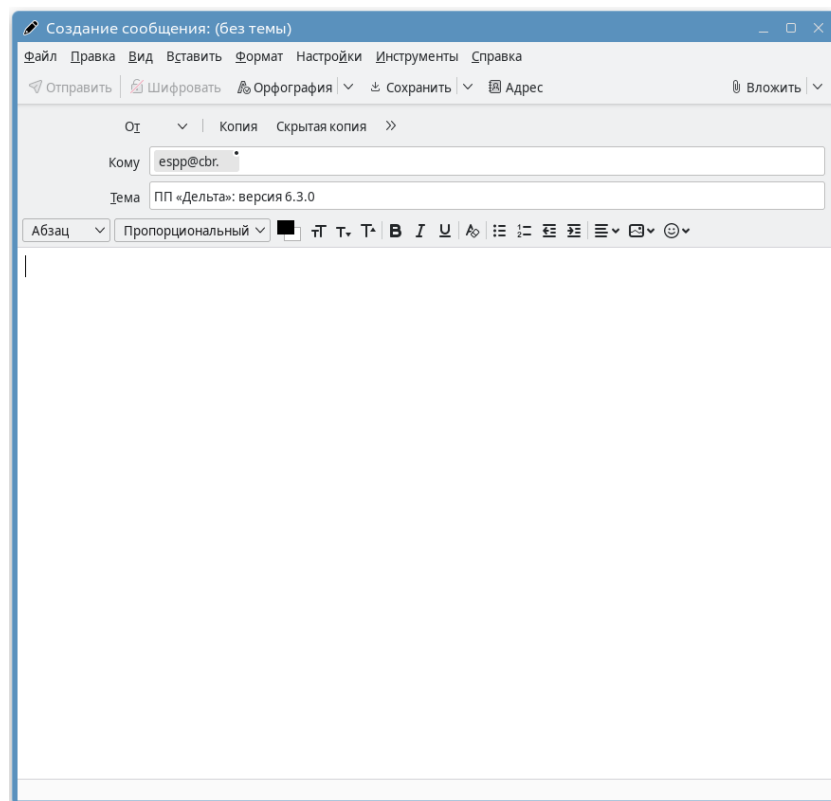 Создание сообщения: (без темы)
Файл Правка Вид Вставить Формат Настройки Инструменты Справка
Отправить Шифровать Орфография Сохранить Адрес Вложить
От Копия Скрытая копия >>
Кому espp@cbr.
Тема ПП «Дельта»: версия 6.3.0
Абзац Пропорциональный